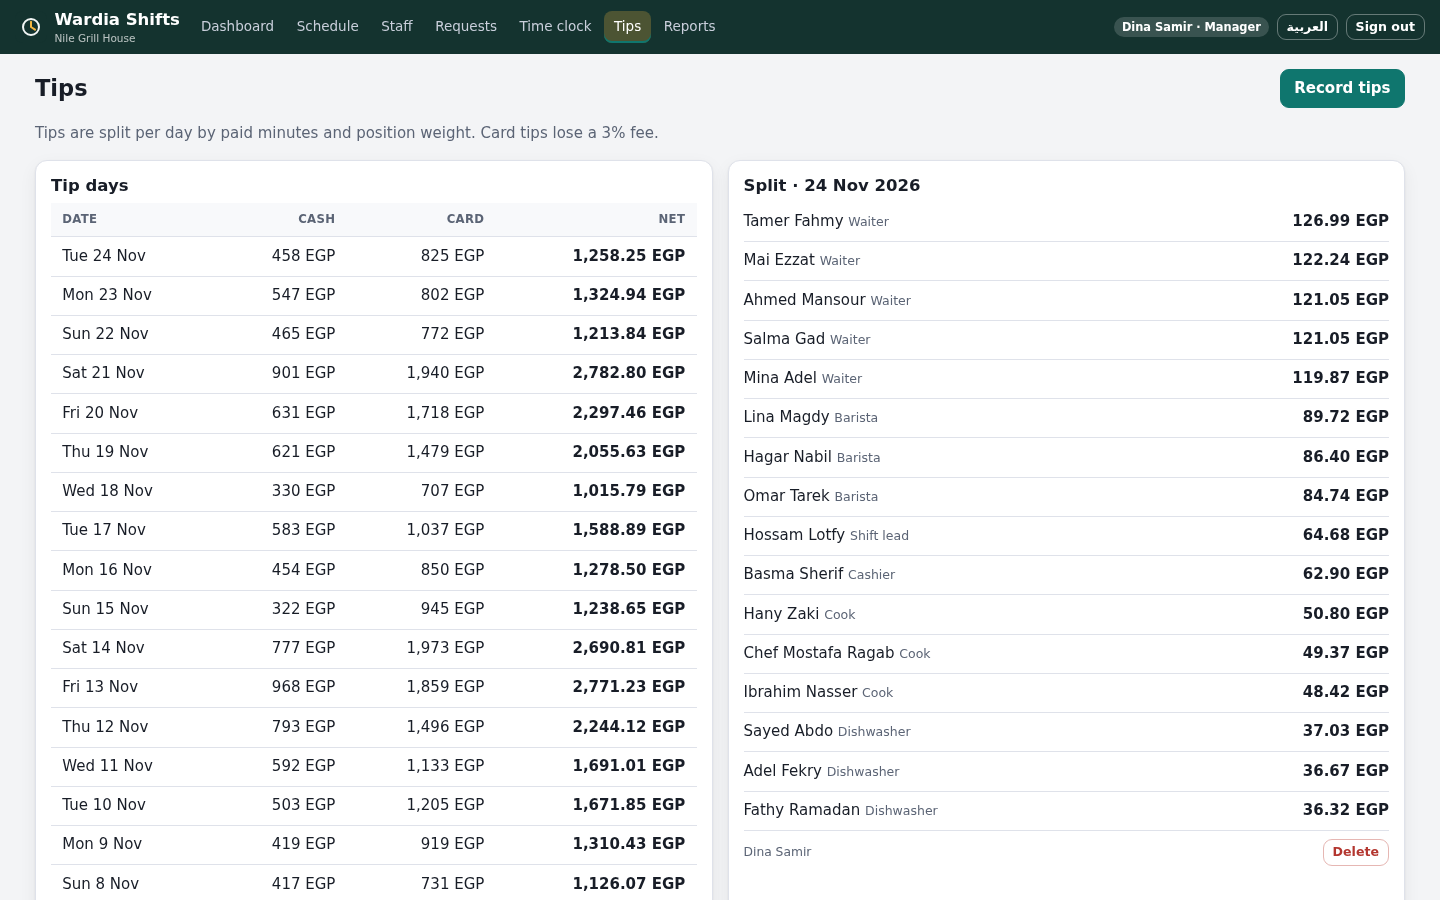 Wardia Shifts
Nile Grill House
Dashboard Schedule Staff Requests Time clock Tips Reports
Dina Samir · Manager العربية Sign out
Tips
Record tips
Tips are split per day by paid minutes and position weight. Card tips lose a 3% fee.
Tip days
DATE CASH CARD NET
Tue 24 Nov 458 EGP 825 EGP 1,258.25 EGP
Mon 23 Nov 547 EGP 802 EGP 1,324.94 EGP
Sun 22 Nov 465 EGP 772 EGP 1,213.84 EGP
Sat 21 Nov 901 EGP 1,940 EGP 2,782.80 EGP
Fri 20 Nov 631 EGP 1,718 EGP 2,297.46 EGP
Thu 19 Nov 621 EGP 1,479 EGP 2,055.63 EGP
Wed 18 Nov 330 EGP 707 EGP 1,015.79 EGP
Tue 17 Nov 583 EGP 1,037 EGP 1,588.89 EGP
Mon 16 Nov 454 EGP 850 EGP 1,278.50 EGP
Sun 15 Nov 322 EGP 945 EGP 1,238.65 EGP
Sat 14 Nov 777 EGP 1,973 EGP 2,690.81 EGP
Fri 13 Nov 968 EGP 1,859 EGP 2,771.23 EGP
Thu 12 Nov 793 EGP 1,496 EGP 2,244.12 EGP
Wed 11 Nov 592 EGP 1,133 EGP 1,691.01 EGP
Tue 10 Nov 503 EGP 1,205 EGP 1,671.85 EGP
Mon 9 Nov 419 EGP 919 EGP 1,310.43 EGP
Sun 8 Nov 417 EGP 731 EGP 1,126.07 EGP
Split · 24 Nov 2026
Tamer Fahmy Waiter 126.99 EGP
Mai Ezzat Waiter 122.24 EGP
Ahmed Mansour Waiter 121.05 EGP
Salma Gad Waiter 121.05 EGP
Mina Adel Waiter 119.87 EGP
Lina Magdy Barista 89.72 EGP
Hagar Nabil Barista 86.40 EGP
Omar Tarek Barista 84.74 EGP
Hossam Lotfy Shift lead 64.68 EGP
Basma Sherif Cashier 62.90 EGP
Hany Zaki Cook 50.80 EGP
Chef Mostafa Ragab Cook 49.37 EGP
Ibrahim Nasser Cook 48.42 EGP
Sayed Abdo Dishwasher 37.03 EGP
Adel Fekry Dishwasher 36.67 EGP
Fathy Ramadan Dishwasher 36.32 EGP
Dina Samir Delete